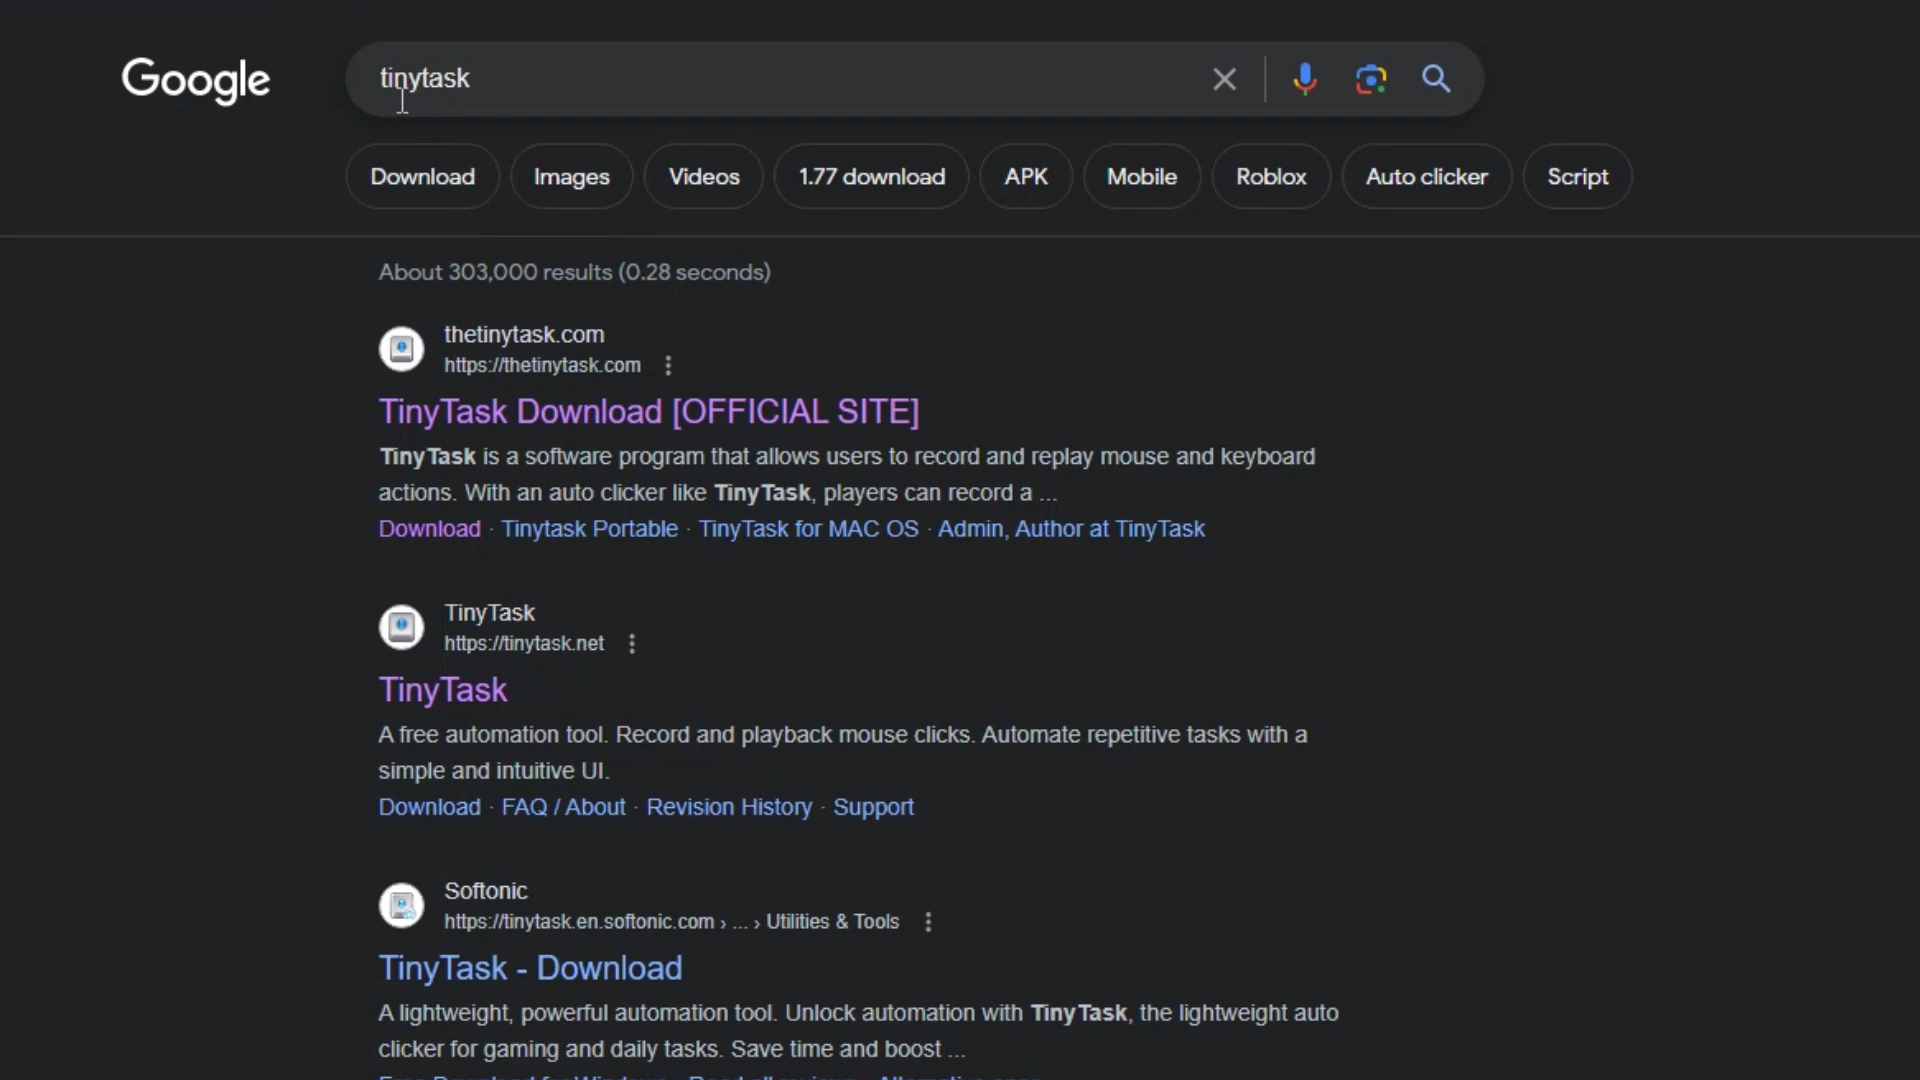 Google
tinytask
Download Images Videos 1.77 download APK Mobile Roblox Auto clicker Script
About 303,000 results (0.28 seconds)
thetinytask.com
https://thetinytask.com
TinyTask Download [OFFICIAL SITE]
TinyTask is a software program that allows users to record and replay mouse and keyboard
actions. With an auto clicker like TinyTask, players can record a ...
Download · Tinytask Portable · TinyTask for MAC OS · Admin, Author at TinyTask
TinyTask
https://tinytask.net
TinyTask
A free automation tool. Record and playback mouse clicks. Automate repetitive tasks with a
simple and intuitive UI.
Download · FAQ / About · Revision History · Support
Softonic
https://tinytask.en.softonic.com › ... › Utilities & Tools
TinyTask - Download
A lightweight, powerful automation tool. Unlock automation with TinyTask, the lightweight auto
clicker for gaming and daily tasks. Save time and boost ...